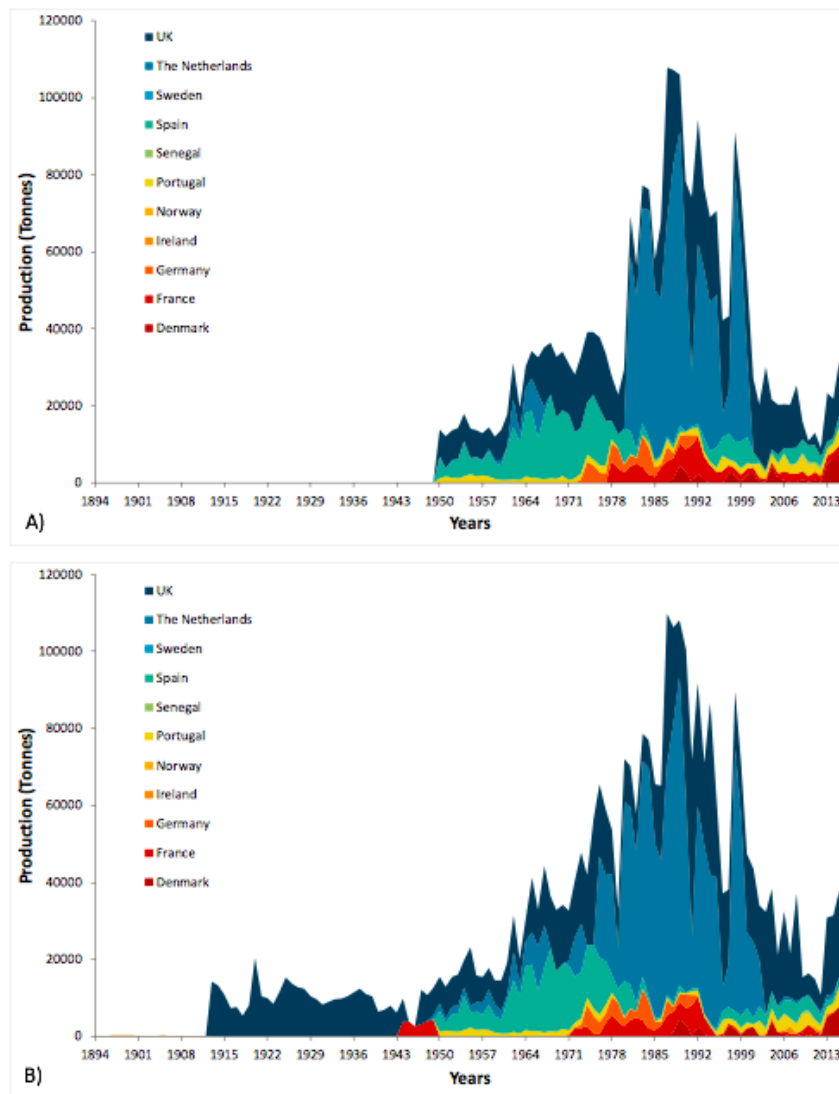 120000
100000
80000
60000
40000
20000
0
Production (Tonnes)
UK
The Netherlands
Sweden
Spain
Senegal
Portugal
Norway
Ireland
Germany
France
Denmark
1894 1901 1908 1915 1922 1929 1936 1943 1950 1957 1964 1971 1978 1985 1992 1999 2006 2013
A)
Years
120000
100000
80000
60000
40000
20000
0
Production (Tonnes)
UK
The Netherlands
Sweden
Spain
Senegal
Portugal
Norway
Ireland
Germany
France
Denmark
1894 1901 1908 1915 1922 1929 1936 1943 1950 1957 1964 1971 1978 1985 1992 1999 2006 2013
B)
Years